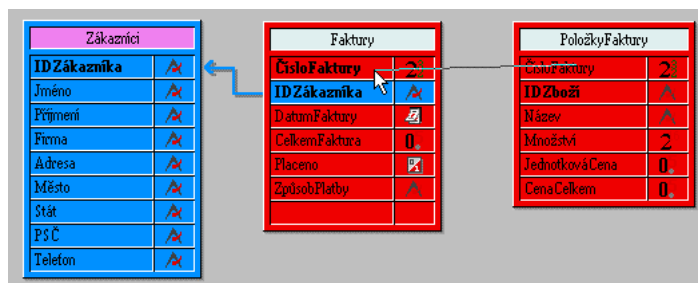 Zákazníci
IDZákazníka
Jméno
Příjmení
Firma
Adresa
Město
Stát
PSČ
Telefon
Faktury
ČísloFaktury
IDZákazníka
DatumFaktury
CelkemFaktura
Placeno
ZpůsobPlatby
PoložkyFaktury
ČísloFaktury
IDZboží
Název
Množství
JednotkováCena
CenaCelkem